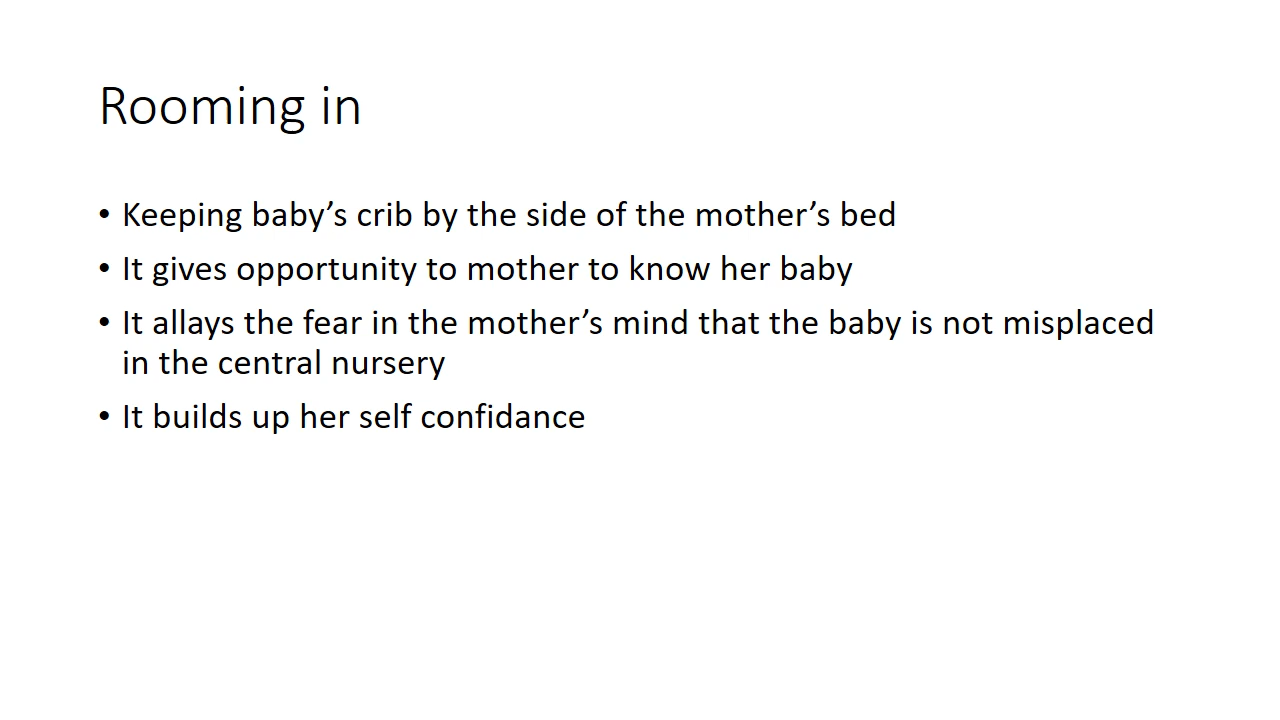 Rooming in
• Keeping baby’s crib by the side of the mother’s bed
• It gives opportunity to mother to know her baby
• It allays the fear in the mother’s mind that the baby is not misplaced
in the central nursery
• It builds up her self confidance